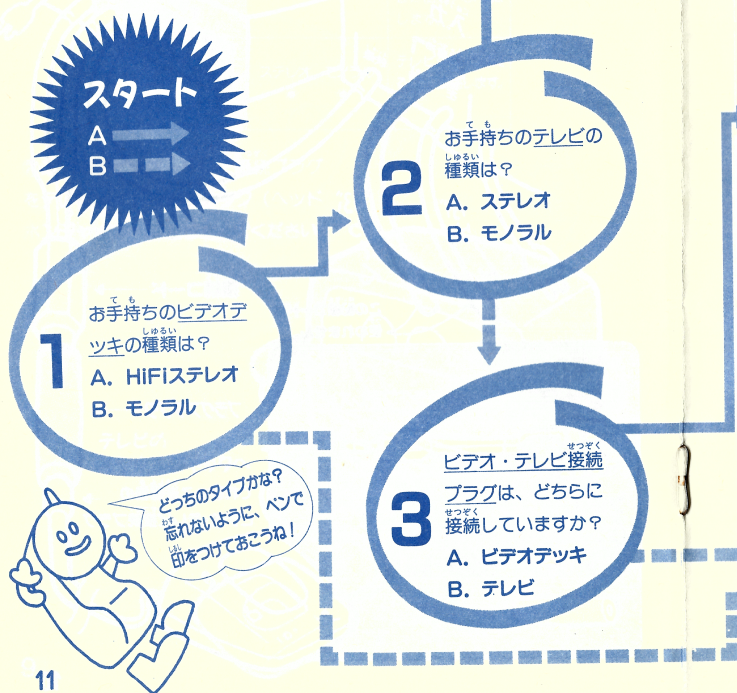 スタート
A
B
1
お手持ちのビデオデ
ッキの種類は？
A. HiFiステレオ
B. モノラル
2
お手持ちのテレビの
種類は？
A. ステレオ
B. モノラル
3
ビデオ・テレビ接続
プラグは、どちらに
接続していますか？
A. ビデオデッキ
B. テレビ
どっちのタイプかな？
忘れないように、ペンで
印をつけておこうね！
11